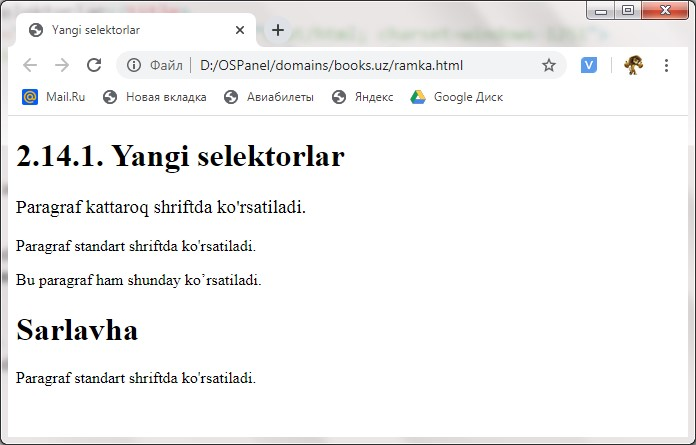 Yangi selektorlar
Файл | D:/OSPanel/domains/books.uz/ramka.html
Mail.Ru Новая вкладка Авиабилеты Яндекс Google Диск
2.14.1. Yangi selektorlar
Paragraf kattaroq shriftda ko'rsatiladi.
Paragraf standart shriftda ko'rsatiladi.
Bu paragraf ham shunday ko’rsatiladi.
Sarlavha
Paragraf standart shriftda ko'rsatiladi.